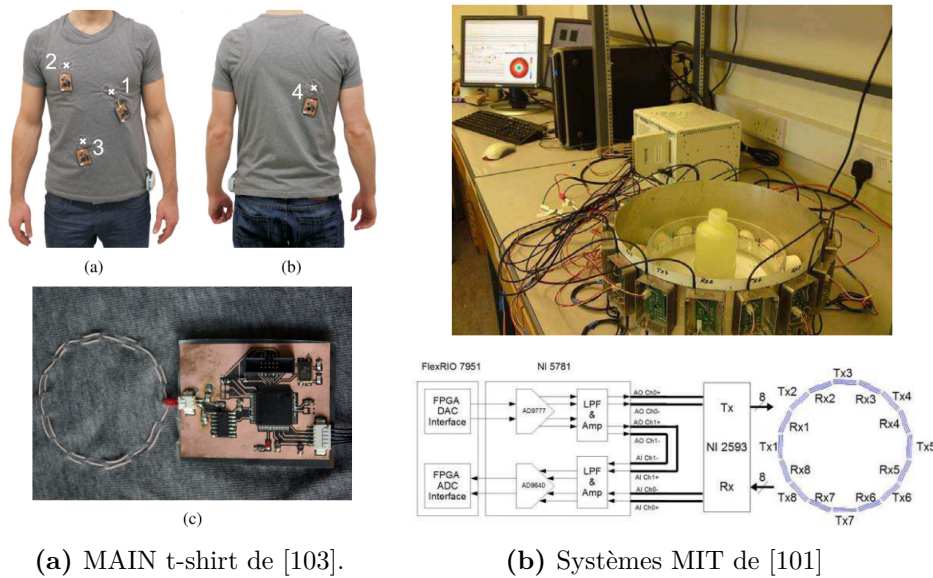 2
1
3
4
(a)
(b)
(c)
(a) MAIN t-shirt de [103].
FlexRIO 7951
NI 5781
FPGA
DAC
Interface
AD9777
LPF
&
Amp
AO Ch0+
AO Ch0-
AO Ch1+
AO Ch1-
AI Ch1-
AI Ch1+
AI Ch0-
AI Ch0+
FPGA
ADC
Interface
AD9640
LPF
&
Amp
Tx
NI 2593
Rx
8
8
Tx3
Tx2
Rx2
Rx3
Tx4
Rx1
Rx4
Tx1
Tx5
Rx8
Rx5
Tx8
Rx7
Rx6
Tx6
Tx7
(b) Systèmes MIT de [101]